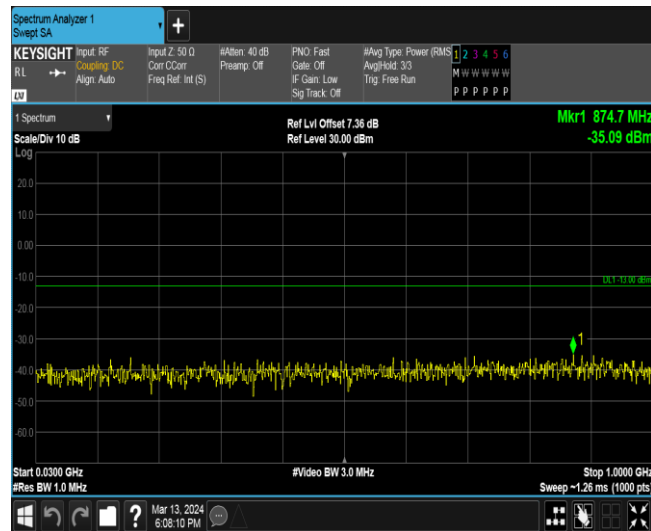 Spectrum Analyzer 1
Swept SA
+
KEYSIGHT
RL
LXI
Input: RF
Coupling: DC
Align: Auto
Input Z: 50 Ω
Corr CCorr
Freq Ref: Int (S)
#Atten: 40 dB
Preamp: Off
PNO: Fast
Gate: Off
IF Gain: Low
Sig Track: Off
#Avg Type: Power (RMS
Avg|Hold: 3/3
Trig: Free Run
1 2 3 4 5 6
M W W W W W
P P P P P P
1 Spectrum
Scale/Div 10 dB
Ref Lvl Offset 7.36 dB
Ref Level 30.00 dBm
Mkr1 874.7 MHz
-35.09 dBm
Log
20.0
10.0
0.00
-10.0
DL1 -13.00 dBm
-20.0
-30.0
1
-40.0
-50.0
-60.0
Start 0.0300 GHz
#Res BW 1.0 MHz
#Video BW 3.0 MHz
Stop 1.0000 GHz
Sweep ~1.26 ms (1000 pts)
?
Mar 13, 2024
6:08:10 PM